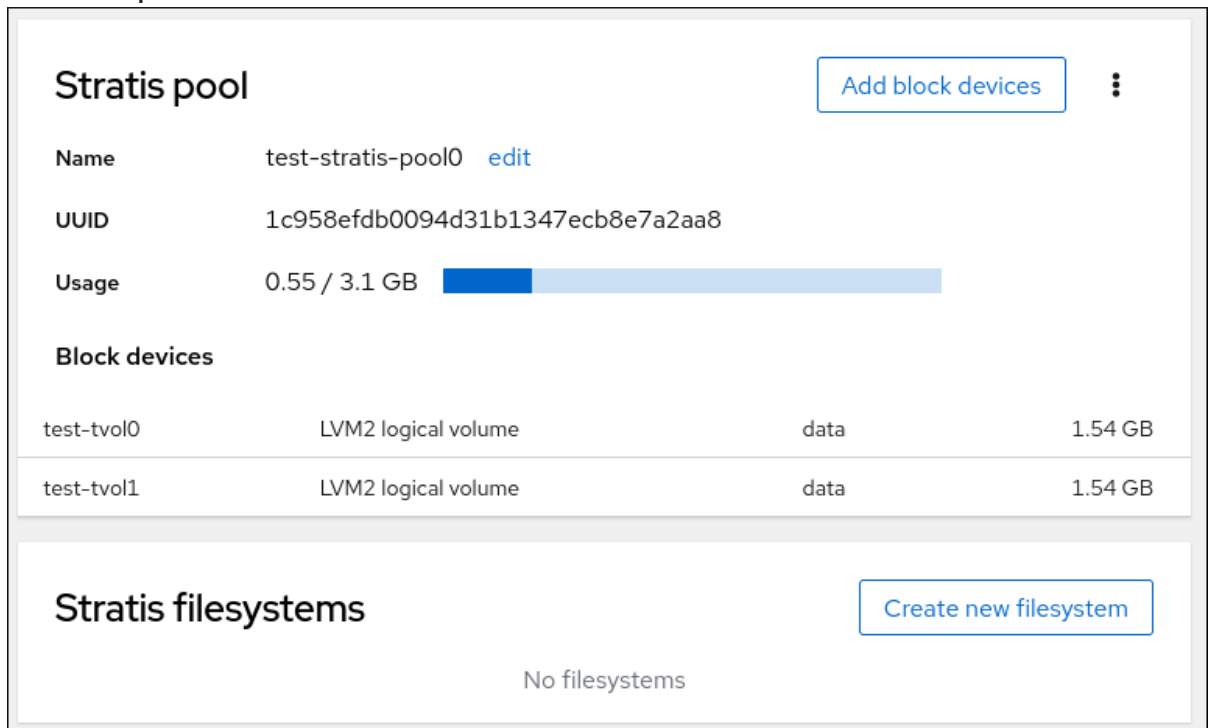 Stratis pool
Add block devices
Name test-stratis-pool0 edit
UUID 1c958efdb0094d31b1347ecb8e7a2aa8
Usage 0.55 / 3.1 GB
Block devices
test-tvol0 LVM2 logical volume data 1.54 GB
test-tvol1 LVM2 logical volume data 1.54 GB
Stratis filesystems
Create new filesystem
No filesystems